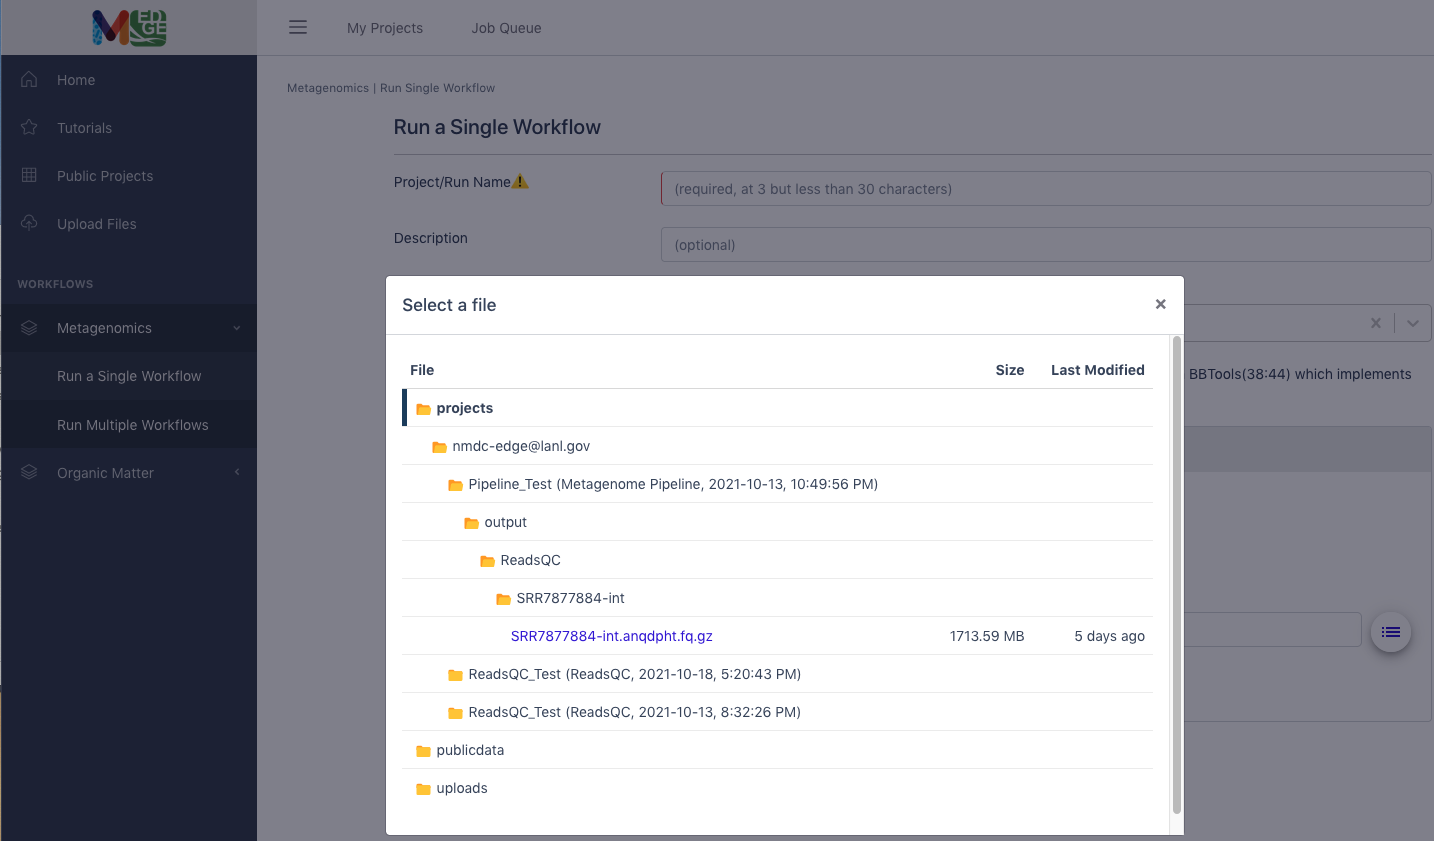 M EDGE
My Projects
Job Queue
Home
Tutorials
Public Projects
Upload Files
WORKFLOWS
Metagenomics
Run a Single Workflow
Run Multiple Workflows
Organic Matter
Metagenomics | Run Single Workflow
Run a Single Workflow
Project/Run Name
(required, at 3 but less than 30 characters)
Description
(optional)
BBTools(38:44) which implements
Select a file
File Size Last Modified
projects
nmdc-edge@lanl.gov
Pipeline_Test (Metagenome Pipeline, 2021-10-13, 10:49:56 PM)
output
ReadsQC
SRR7877884-int
SRR7877884-int.anqdpht.fq.gz 1713.59 MB 5 days ago
ReadsQC_Test (ReadsQC, 2021-10-18, 5:20:43 PM)
ReadsQC_Test (ReadsQC, 2021-10-13, 8:32:26 PM)
publicdata
uploads